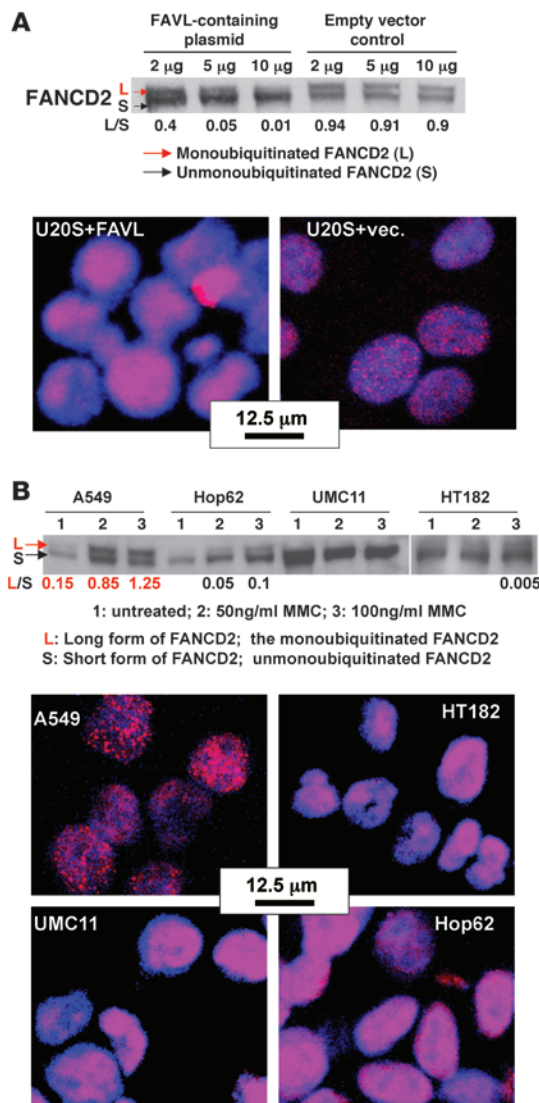 A
FAVL-containing plasmid
Empty vector control
2 µg 5 µg 10 µg 2 µg 5 µg 10 µg
FANCD2
L
S
L/S 0.4 0.05 0.01 0.94 0.91 0.9
Monoubiquitinated FANCD2 (L)
Unmonoubiquitinated FANCD2 (S)
U20S+FAVL
U20S+vec.
12.5 µm
B
A549 Hop62 UMC11 HT182
1 2 3 1 2 3 1 2 3 1 2 3
L
S
L/S 0.15 0.85 1.25 0.05 0.1 0.005
1: untreated; 2: 50ng/ml MMC; 3: 100ng/ml MMC
L: Long form of FANCD2; the monoubiquitinated FANCD2
S: Short form of FANCD2; unmonoubiquitinated FANCD2
A549
HT182
12.5 µm
UMC11
Hop62